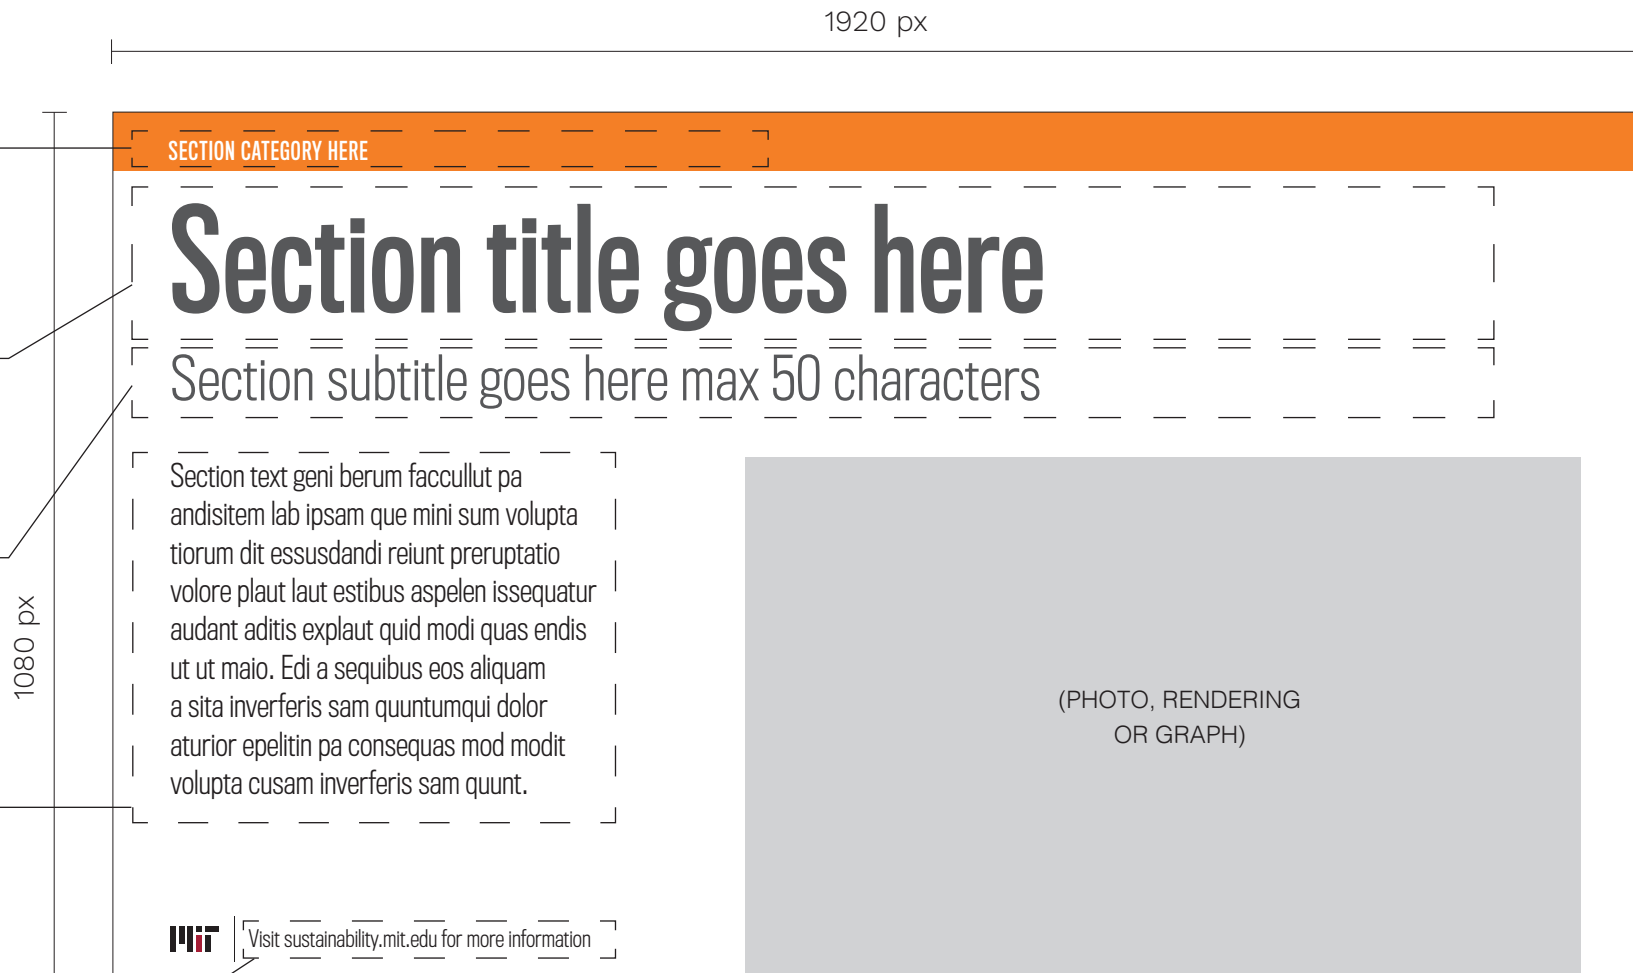 1920 px
SECTION CATEGORY HERE
Section title goes here
Section subtitle goes here max 50 characters
Section text geni berum faccullut pa
andisitem lab ipsam que mini sum volupta
tiorum dit essusdandi reiunt preruptatio
volore plaut laut estibus aspelen issequatur
audant aditis explaut quid modi quas endis
ut ut maio. Edi a sequibus eos aliquam
a sita inverferis sam quuntumqui dolor
aturior epelitin pa consequas mod modit
volupta cusam inverferis sam quunt.
1080 px
(PHOTO, RENDERING
OR GRAPH)
MIT
Visit sustainability.mit.edu for more information